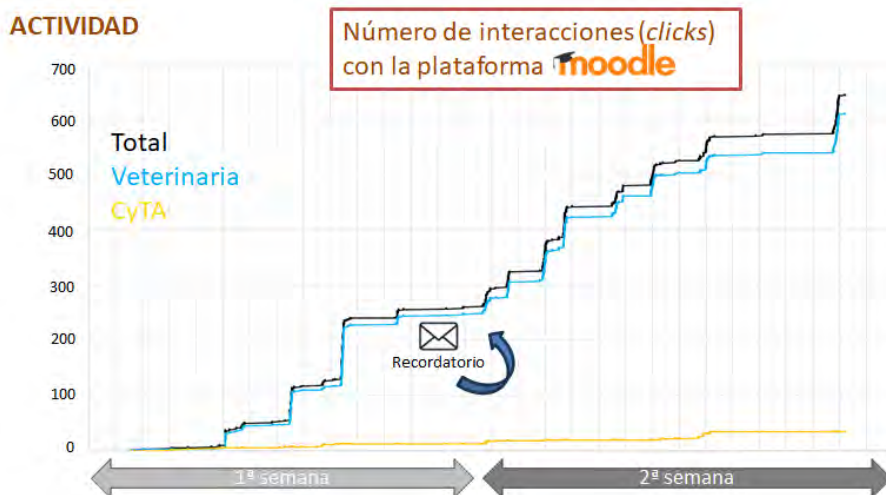 ACTIVIDAD
Número de interacciones (clicks)
con la plataforma moodle
700
600
500
400
300
200
100
0
Total
Veterinaria
CyTA
Recordatorio
1ª semana
2ª semana